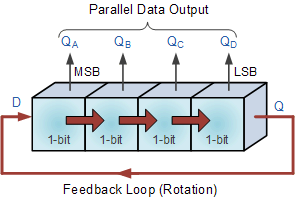 Parallel Data Output
QA QB QC QD
MSB LSB
D Q
1-bit 1-bit 1-bit 1-bit
Feedback Loop (Rotation)